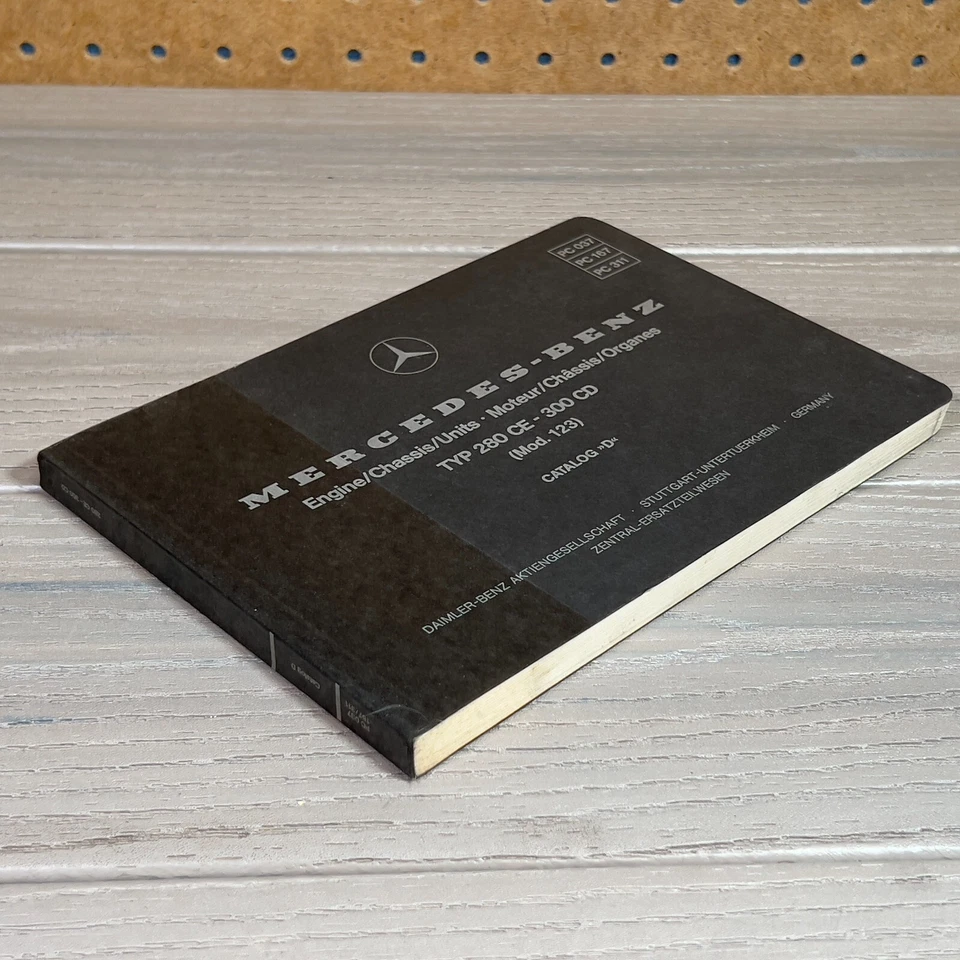 PC 037
PC 167
PC 311
MERCEDES-BENZ
Engine/Chassis/Units · Moteur/Châssis/Organes
TYP 280 CE - 300 CD
(Mod. 123)
CATALOG »D«
DAIMLER-BENZ AKTIENGESELLSCHAFT · STUTTGART-UNTERTUERKHEIM · GERMANY
ZENTRAL-ERSATZTEILWESEN
Catalog D